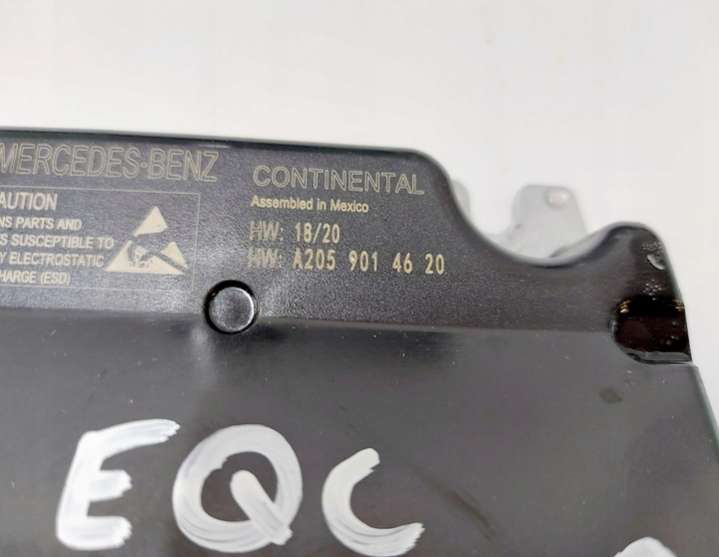 MERCEDES-BENZ
CONTINENTAL
Assembled in Mexico
HW: 18/20
HW: A205 901 46 20
AUTION
NS PARTS AND
S SUSCEPTIBLE TO
Y ELECTROSTATIC
HARGE (ESD)
EQC